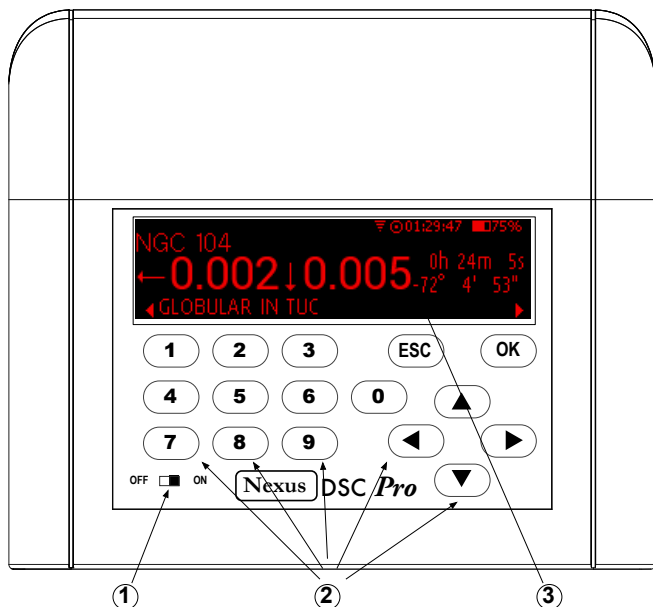 01:29:47 75%
NGC 104
←0.002↓0.005 0h 24m 5s
-72° 4' 53"
GLOBULAR IN TUC
1 2 3 ESC OK
4 5 6 0
7 8 9
OFF ON Nexus DSC Pro
1 2 3